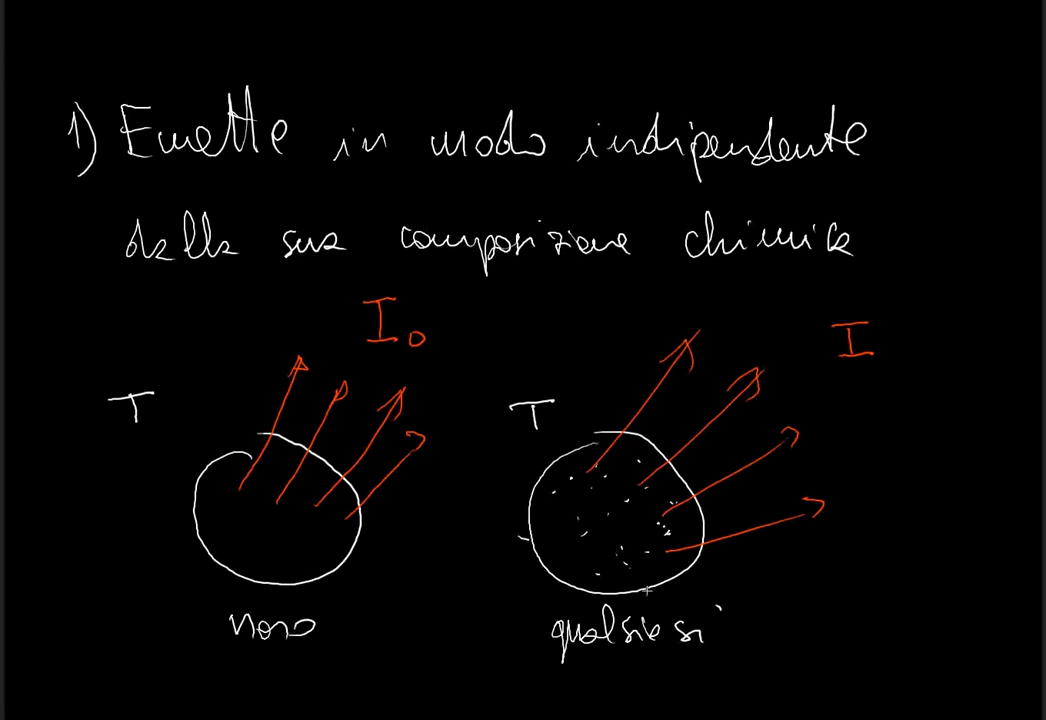 1) Emette in modo indipendente
dalla sua composizione chimica
I₀ I
T T
nero qualsiasi